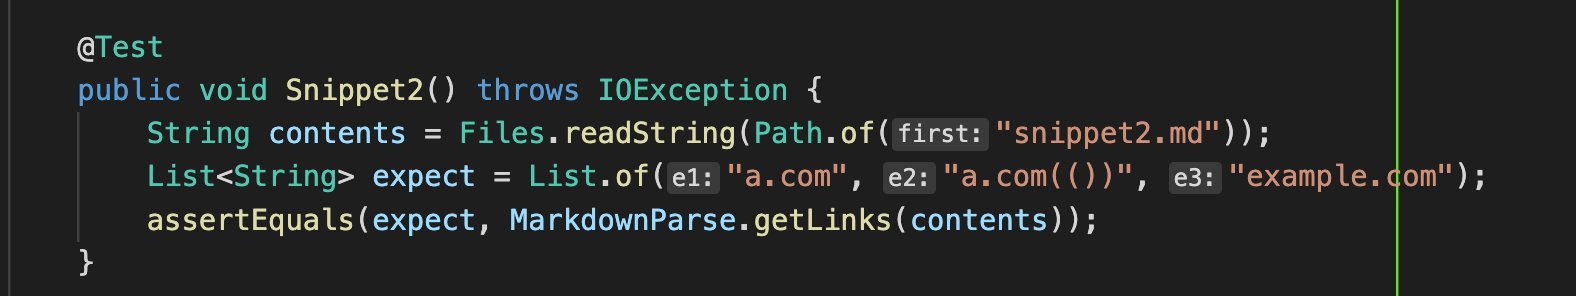 @Test
public void Snippet2() throws IOException {
String contents = Files.readString(Path.of(first: "snippet2.md"));
List<String> expect = List.of(e1: "a.com", e2: "a.com(())", e3: "example.com");
assertEquals(expect, MarkdownParse.getLinks(contents));
}